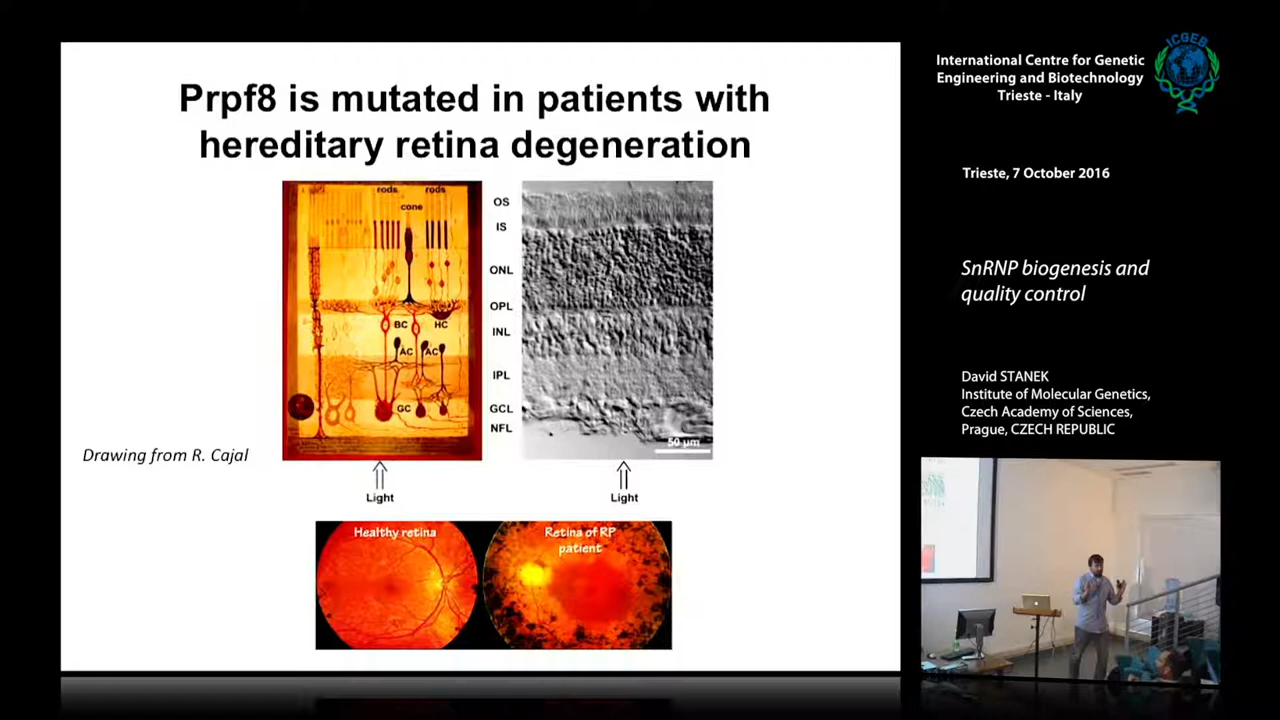 Prpf8 is mutated in patients with
hereditary retina degeneration
rods rods
cone
BC HC
AC AC
GC
OS
IS
ONL
OPL
INL
IPL
GCL
NFL
50 µm
Drawing from R. Cajal
Light Light
Healthy retina
Retina of RP
patient
International Centre for Genetic
Engineering and Biotechnology
Trieste - Italy
ICGEB
Trieste, 7 October 2016
SnRNP biogenesis and
quality control
David STANEK
Institute of Molecular Genetics,
Czech Academy of Sciences,
Prague, CZECH REPUBLIC